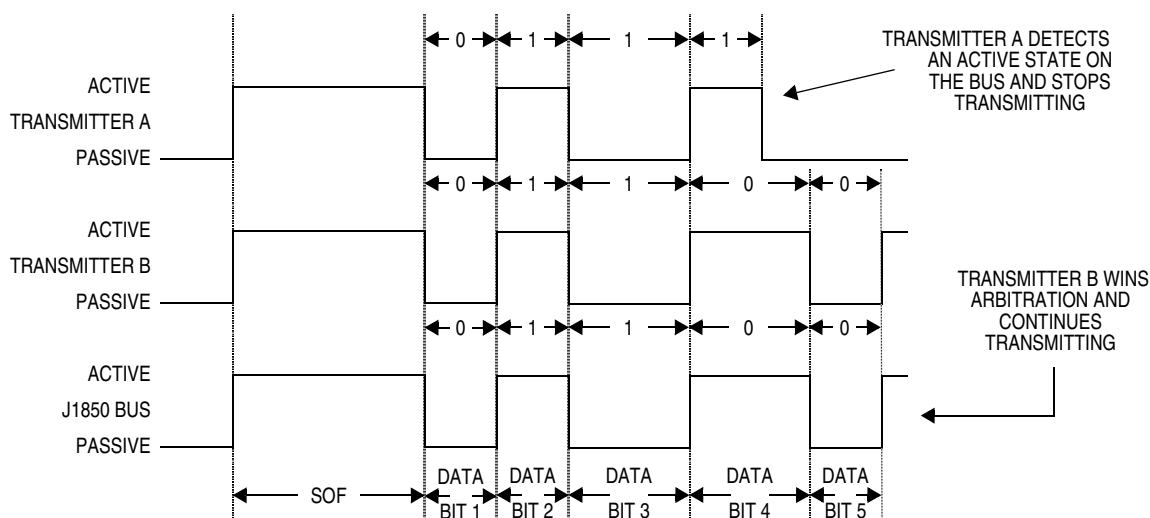 0 1 1 1
TRANSMITTER A DETECTS
AN ACTIVE STATE ON
THE BUS AND STOPS
TRANSMITTING
ACTIVE
TRANSMITTER A
PASSIVE
0 1 1 0 0
ACTIVE
TRANSMITTER B
PASSIVE
TRANSMITTER B WINS
ARBITRATION AND
CONTINUES
TRANSMITTING
0 1 1 0 0
ACTIVE
J1850 BUS
PASSIVE
SOF
DATA
BIT 1
DATA
BIT 2
DATA
BIT 3
DATA
BIT 4
DATA
BIT 5